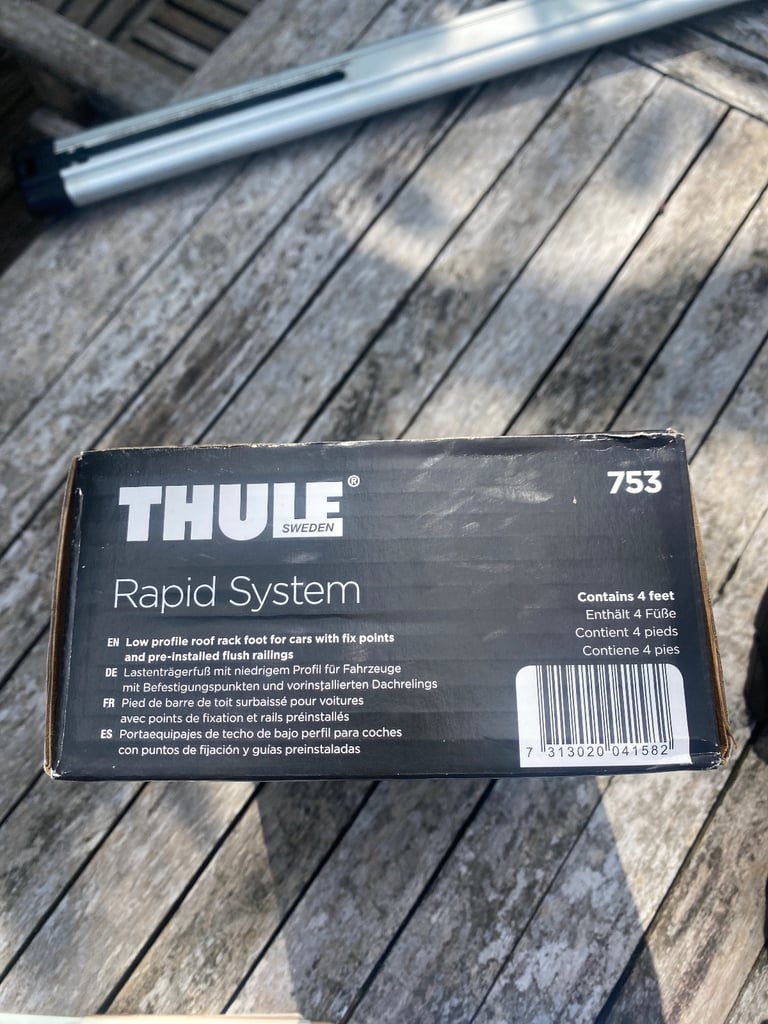 THULE®
SWEDEN
753
Rapid System
EN Low profile roof rack foot for cars with fix points
and pre-installed flush railings
DE Lastenträgerfuß mit niedrigem Profil für Fahrzeuge
mit Befestigungspunkten und vorinstallierten Dachrelings
FR Pied de barre de toit surbaissé pour voitures
avec points de fixation et rails préinstallés
ES Portaequipajes de techo de bajo perfil para coches
con puntos de fijación y guías preinstaladas
Contains 4 feet
Enthält 4 Füße
Contient 4 pieds
Contiene 4 pies
7 313020 041582